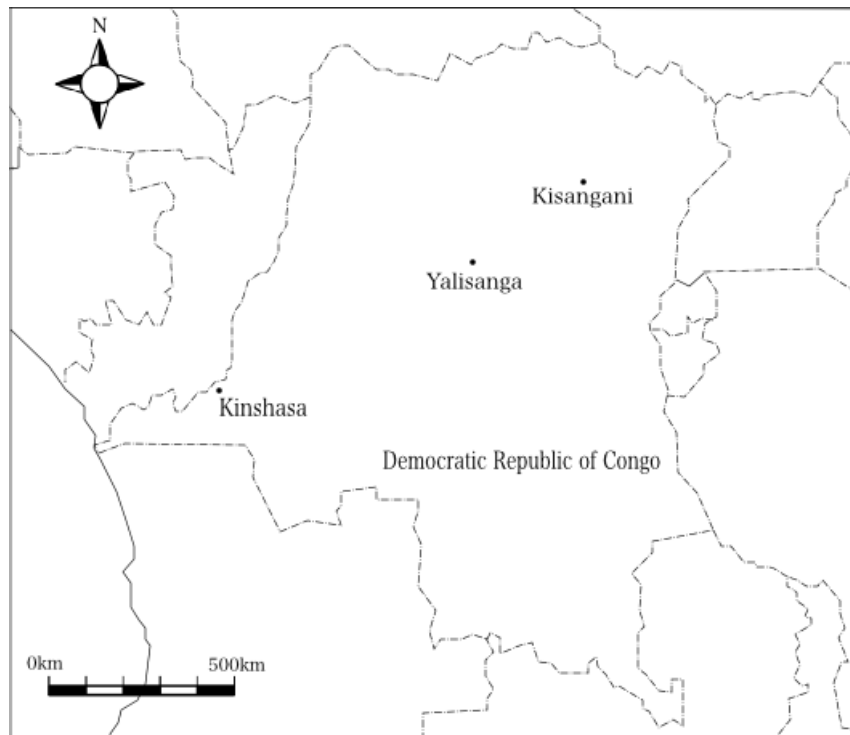 N
Kisangani
Yalisanga
Kinshasa
Democratic Republic of Congo
0km 500km